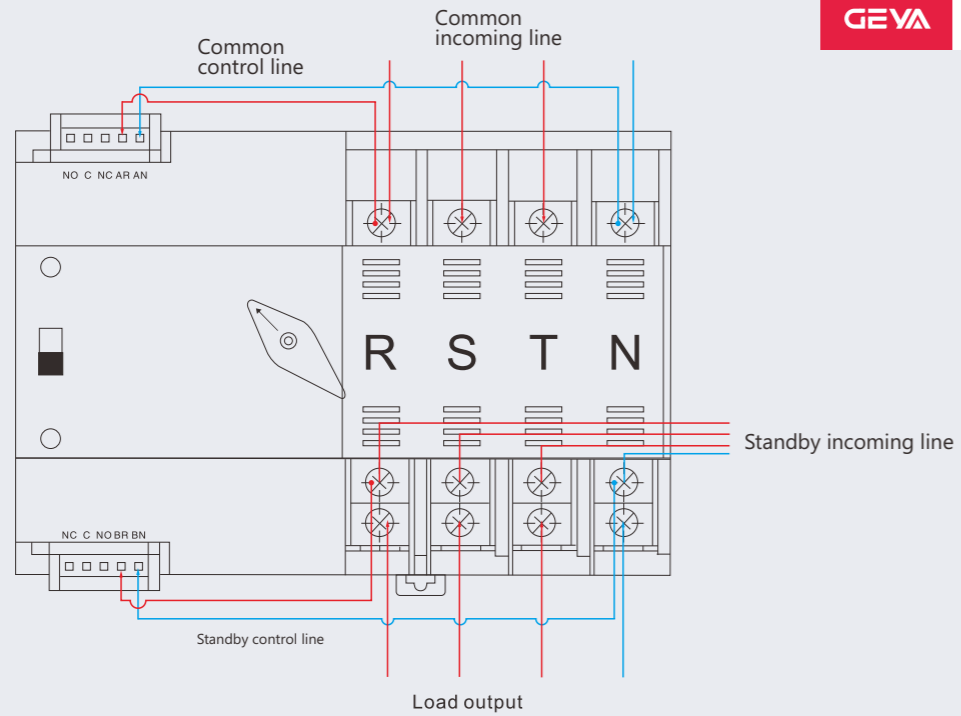 GEYA
Common
incoming line
Common
control line
NO C NC AR AN
R S T N
Standby incoming line
NC C NO BR BN
Standby control line
Load output